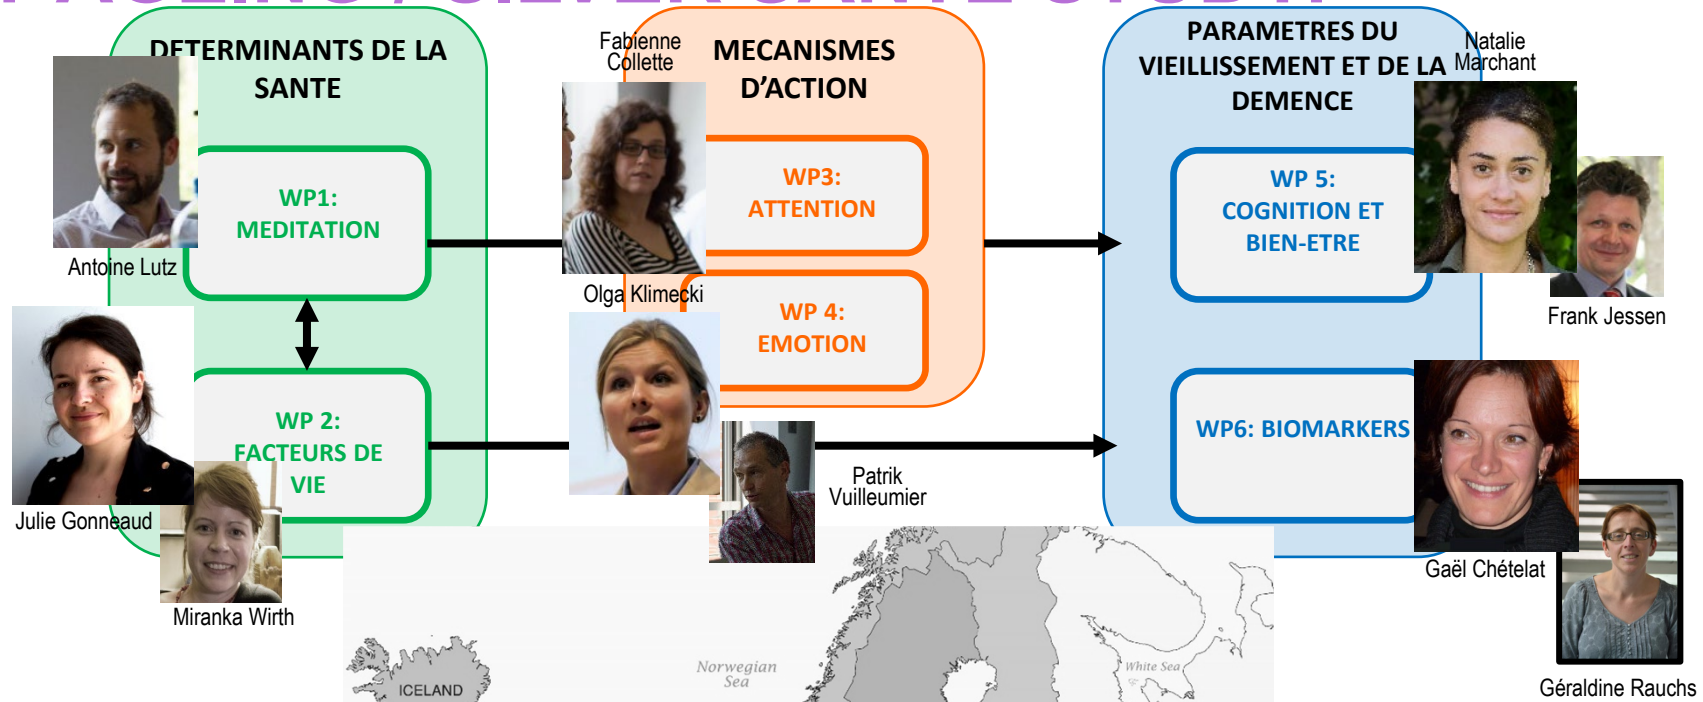 DETERMINANTS DE LA
SANTE
Antoine Lutz
WP1:
MEDITATION
Julie Gonneaud
WP 2:
FACTEURS DE
VIE
Miranka Wirth
Fabienne
Collette
MECANISMES
D'ACTION
WP3:
ATTENTION
Olga Klimecki
WP 4:
EMOTION
Patrik
Vuilleumier
PARAMETRES DU
VIEILLISSEMENT ET DE LA
DEMENCE
Natalie
Marchant
WP 5:
COGNITION ET
BIEN-ETRE
Frank Jessen
WP6: BIOMARKERS
Gaël Chételat
Géraldine Rauchs
Norwegian
Sea
White Sea
ICELAND